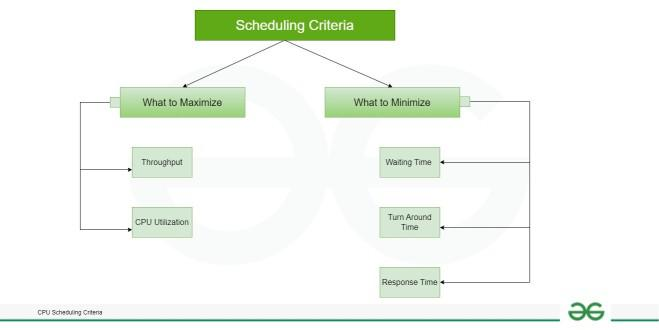 Scheduling Criteria
What to Maximize
What to Minimize
Throughput
Waiting Time
CPU Utilization
Turn Around
Time
Response Time
CPU Scheduling Criteria